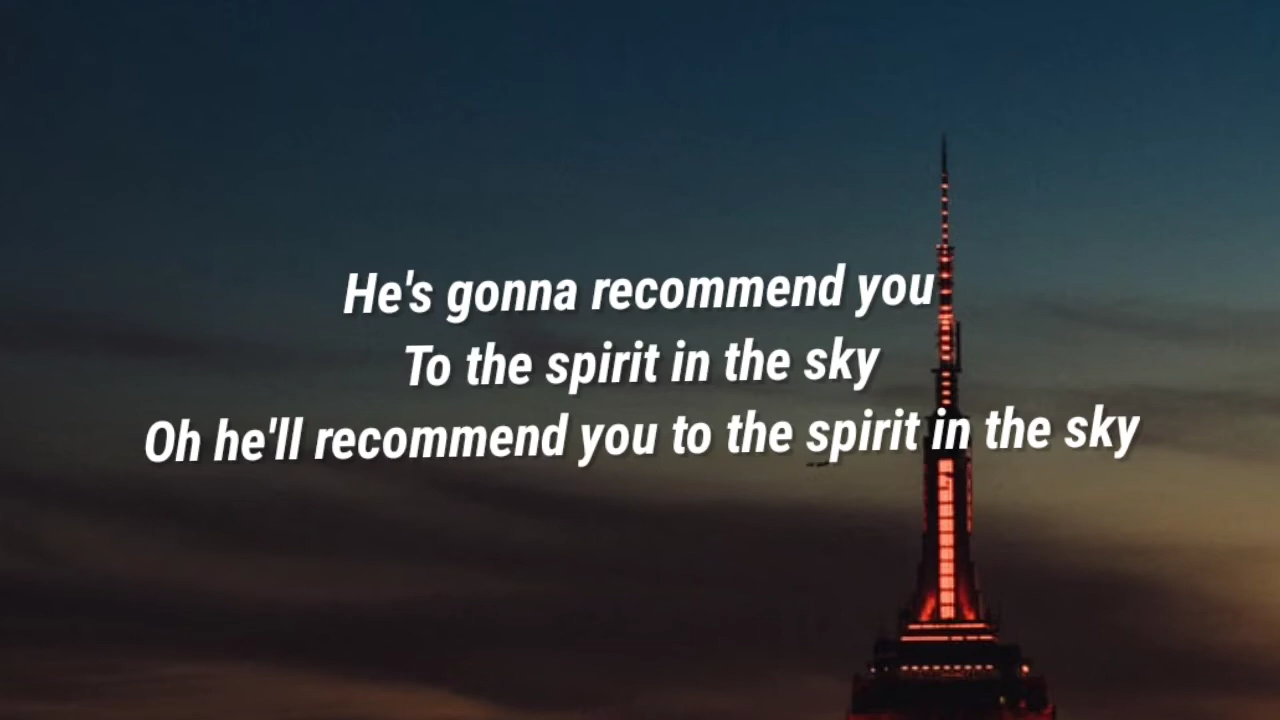 He's gonna recommend you
To the spirit in the sky
Oh he'll recommend you to the spirit in the sky